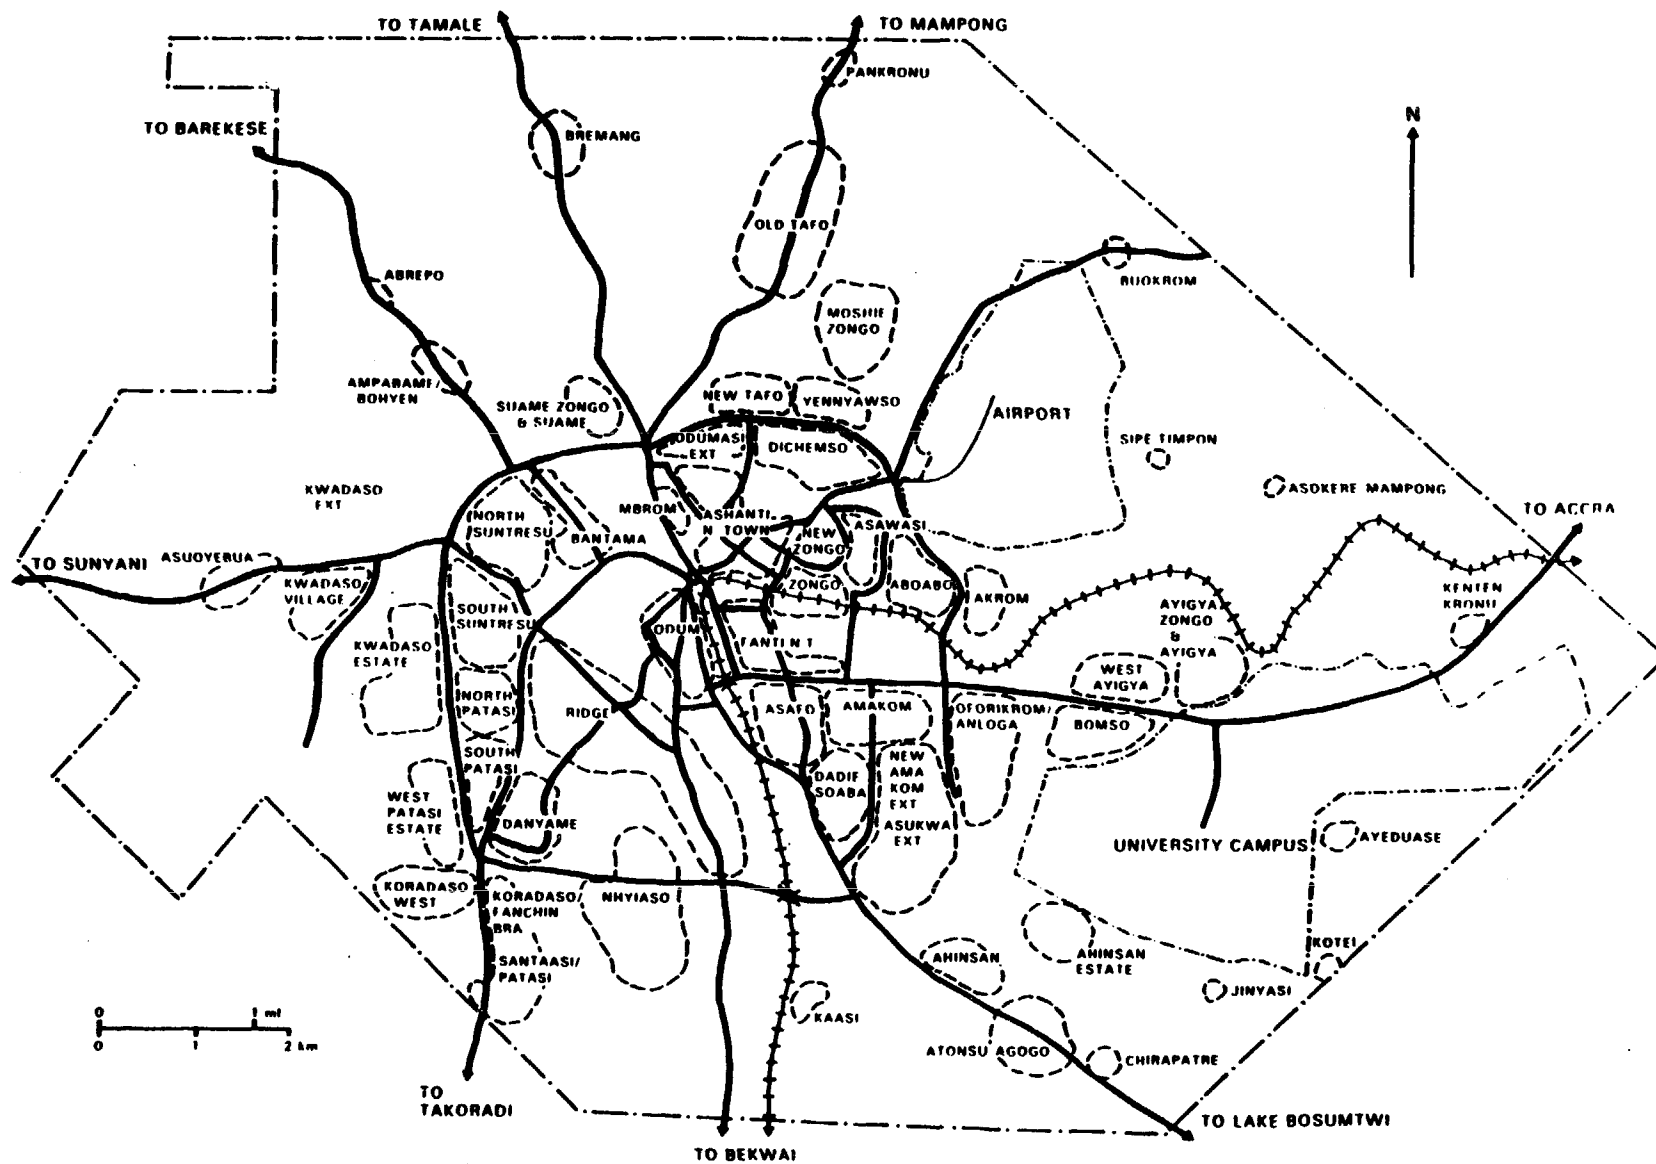 TO TAMALE
TO MAMPONG
PANKRONU
TO BAREKESE
BREMANG
N
OLD TAFO
ABREPO
BUOKROM
MOSHIE
ZONGO
AMPABAME/
BOHYEN
SUAME ZONGO
& SUAME
NEW TAFO
YENNYAWSO
AIRPORT
ODUMASI
EXT
DICHEMSO
SIPE TIMPON
KWADASO
EXT
ASOKERE MAMPONG
NORTH
SUNTRESU
BANTAMA
MBROM
ASHANTI
N TOWN
NEW
ZONGO
ASAWASI
TO ACCRA
TO SUNYANI
ASUOYEBUA
KWADASO
VILLAGE
ZONGO
ABOABO
AKROM
AYIGYA
ZONGO
&
AYIGYA
KENTEN
KRONU
SOUTH
SUNTRESU
ODUM
FANTI N T
KWADASO
ESTATE
WEST
AYIGYA
NORTH
PATASI
RIDGE
ASAFO
AMAKOM
OFORIKROM/
ANLOGA
BOMSO
SOUTH
PATASI
DADIE
SOABA
NEW
AMA
KOM
EXT
WEST
PATASI
ESTATE
DANYAME
ASUKWA
EXT
UNIVERSITY CAMPUS
AYEDUASE
KORADASO
WEST
KORADASO/
FANCHIN
BRA
NHYIASO
SANTAASI/
PATASI
AHINSAN
AHINSAN
ESTATE
KOTEI
JINYASI
KAASI
0 1 mi
0 1 2 km
ATONSU AGOGO
CHIRAPATRE
TO
TAKORADI
TO LAKE BOSUMTWI
TO BEKWAI